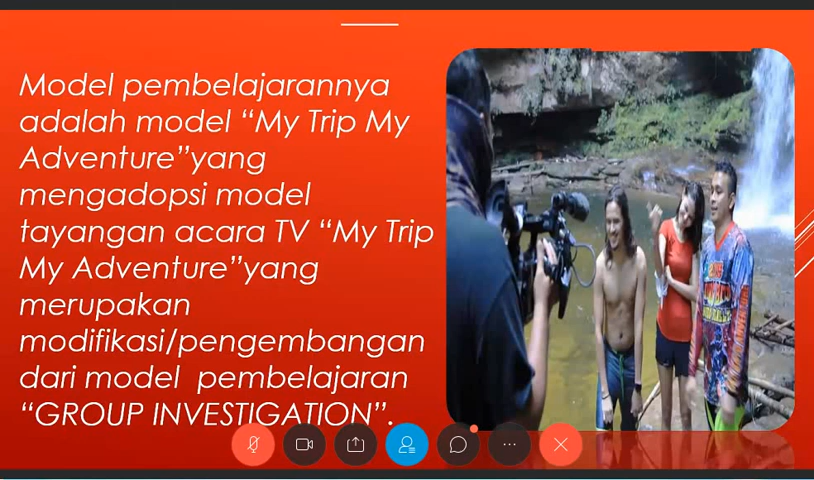 Model pembelajarannya
adalah model “My Trip My
Adventure”yang
mengadopsi model
tayangan acara TV “My Trip
My Adventure”yang
merupakan
modifikasi/pengembangan
dari model pembelajaran
“GROUP INVESTIGATION”.